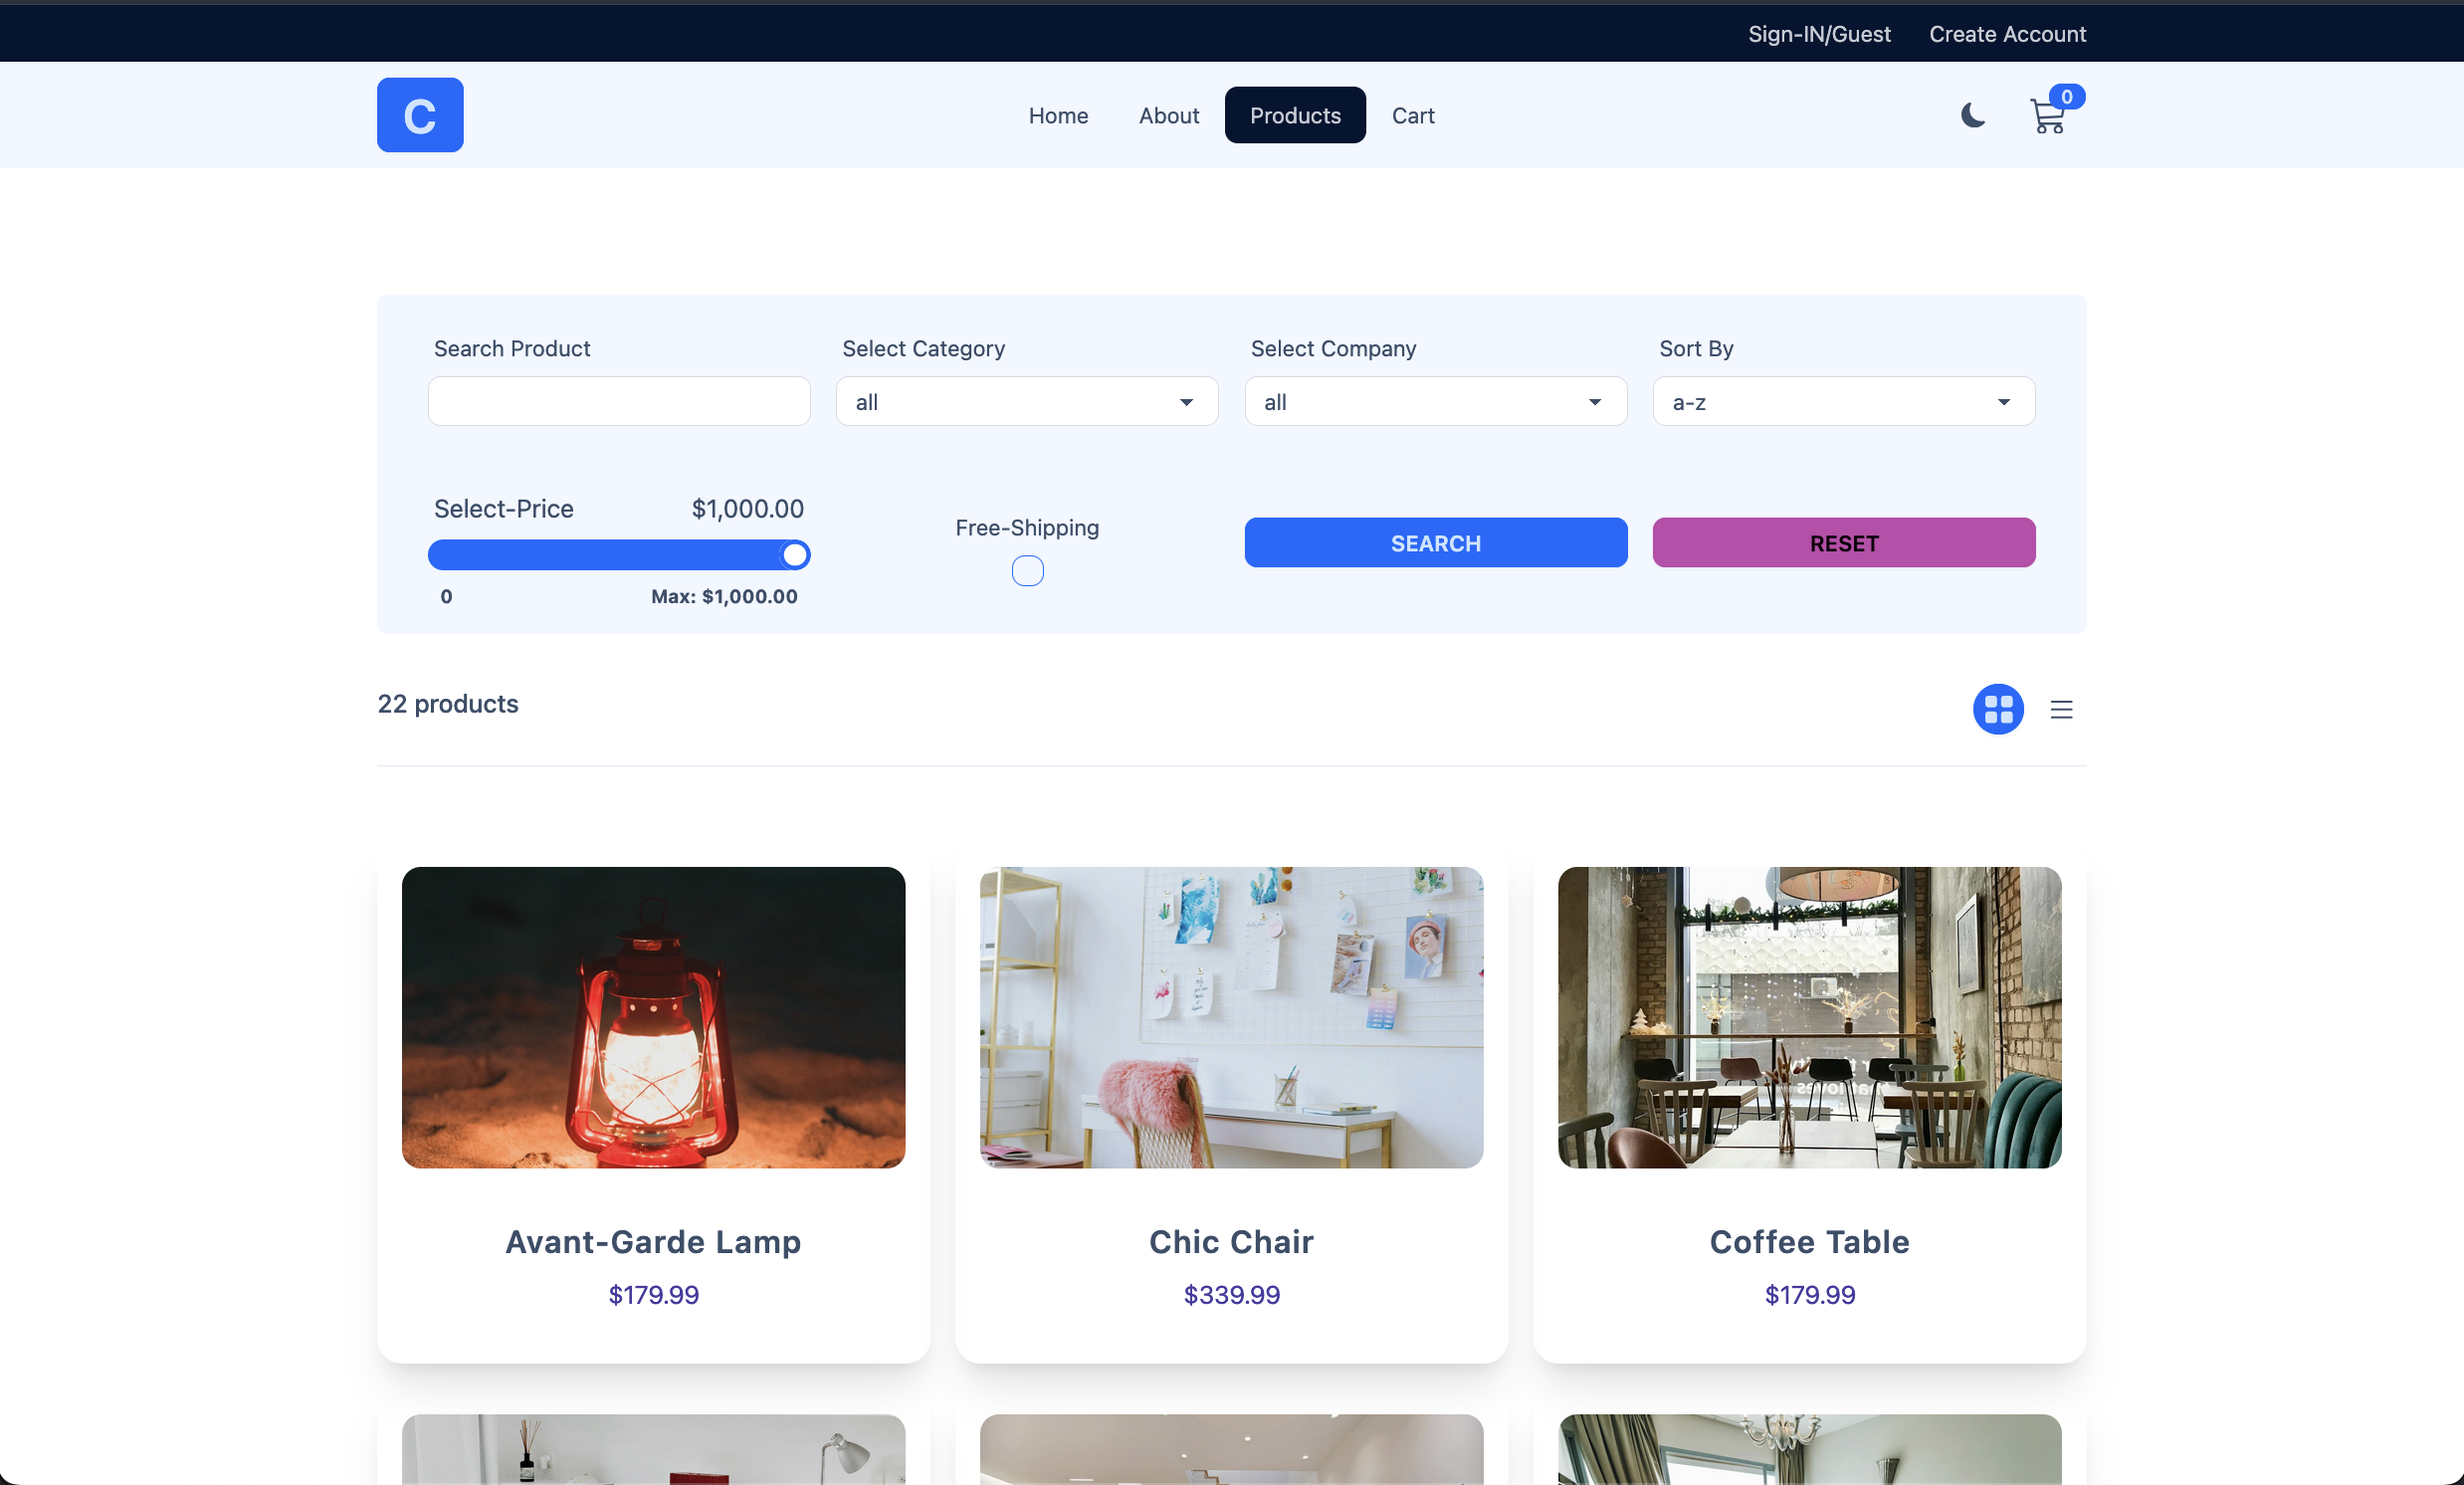 Sign-IN/Guest Create Account
C Home About Products Cart 0
Search Product Select Category Select Company Sort By
all all a-z
Select-Price $1,000.00
Free-Shipping
SEARCH RESET
0 Max: $1,000.00
22 products
Avant-Garde Lamp Chic Chair Coffee Table
$179.99 $339.99 $179.99